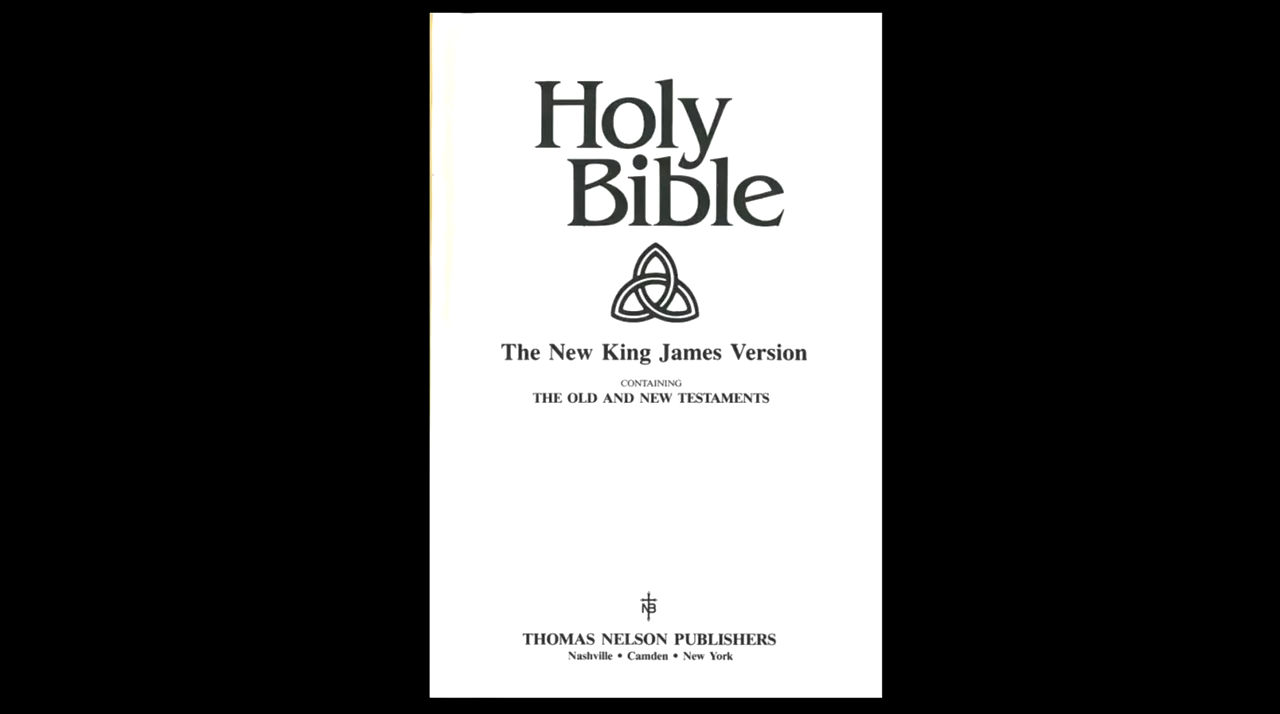 Holy
Bible
The New King James Version
CONTAINING
THE OLD AND NEW TESTAMENTS
NB
THOMAS NELSON PUBLISHERS
Nashville • Camden • New York